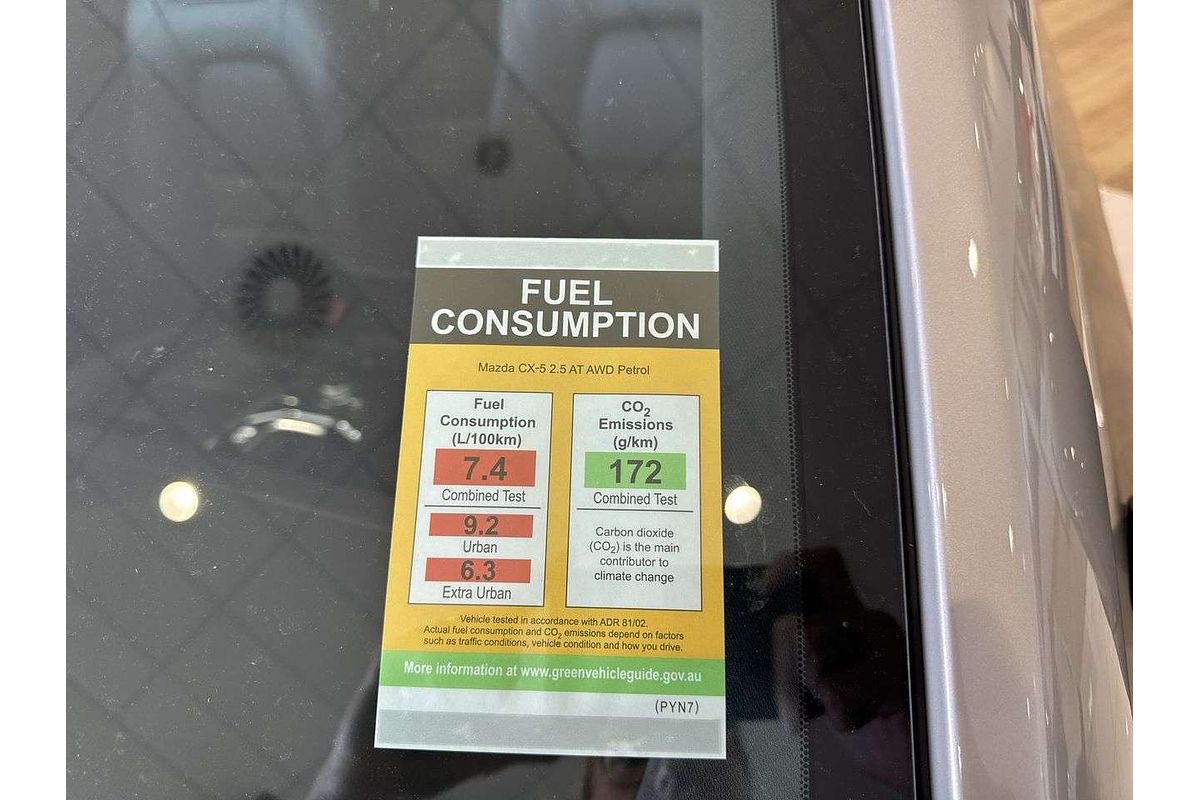 FUEL
CONSUMPTION
Mazda CX-5 2.5 AT AWD Petrol
Fuel
Consumption
(L/100km)
7.4
Combined Test
9.2
Urban
6.3
Extra Urban
CO₂
Emissions
(g/km)
172
Combined Test
Carbon dioxide
(CO₂) is the main
contributor to
climate change
Vehicle tested in accordance with ADR 81/02.
Actual fuel consumption and CO₂ emissions depend on factors
such as traffic conditions, vehicle condition and how you drive.
More information at www.greenvehicleguide.gov.au
(PYN7)